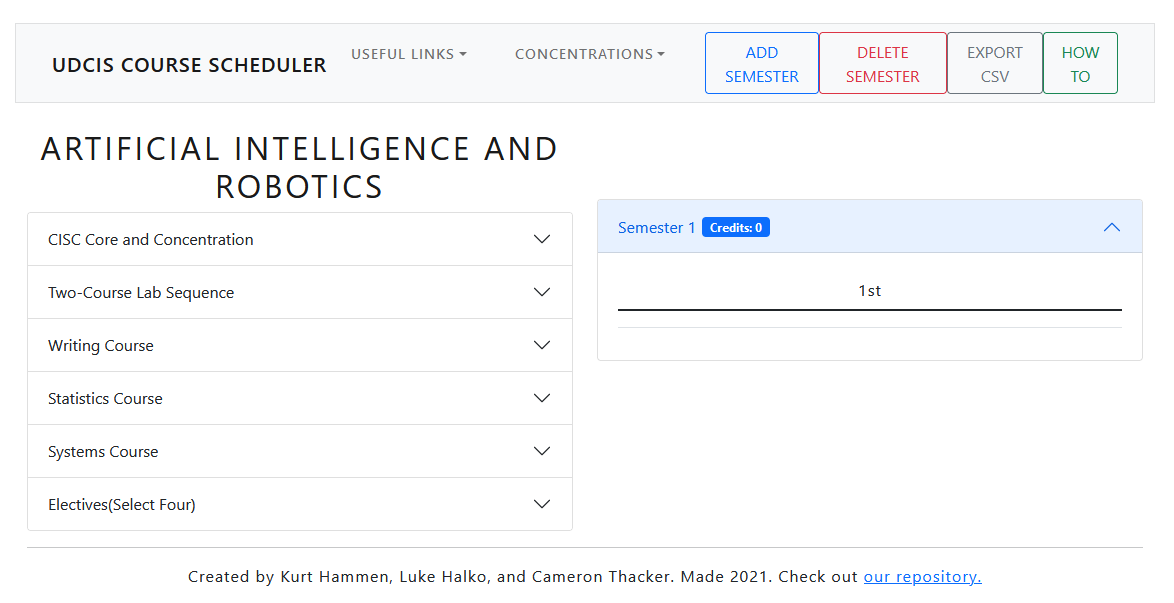 UDCIS COURSE SCHEDULER
USEFUL LINKS
CONCENTRATIONS
ADD
SEMESTER
DELETE
SEMESTER
EXPORT
CSV
HOW
TO
ARTIFICIAL INTELLIGENCE AND
ROBOTICS
CISC Core and Concentration
Two-Course Lab Sequence
Writing Course
Statistics Course
Systems Course
Electives(Select Four)
Semester 1 Credits: 0
1st
Created by Kurt Hammen, Luke Halko, and Cameron Thacker. Made 2021. Check out our repository.